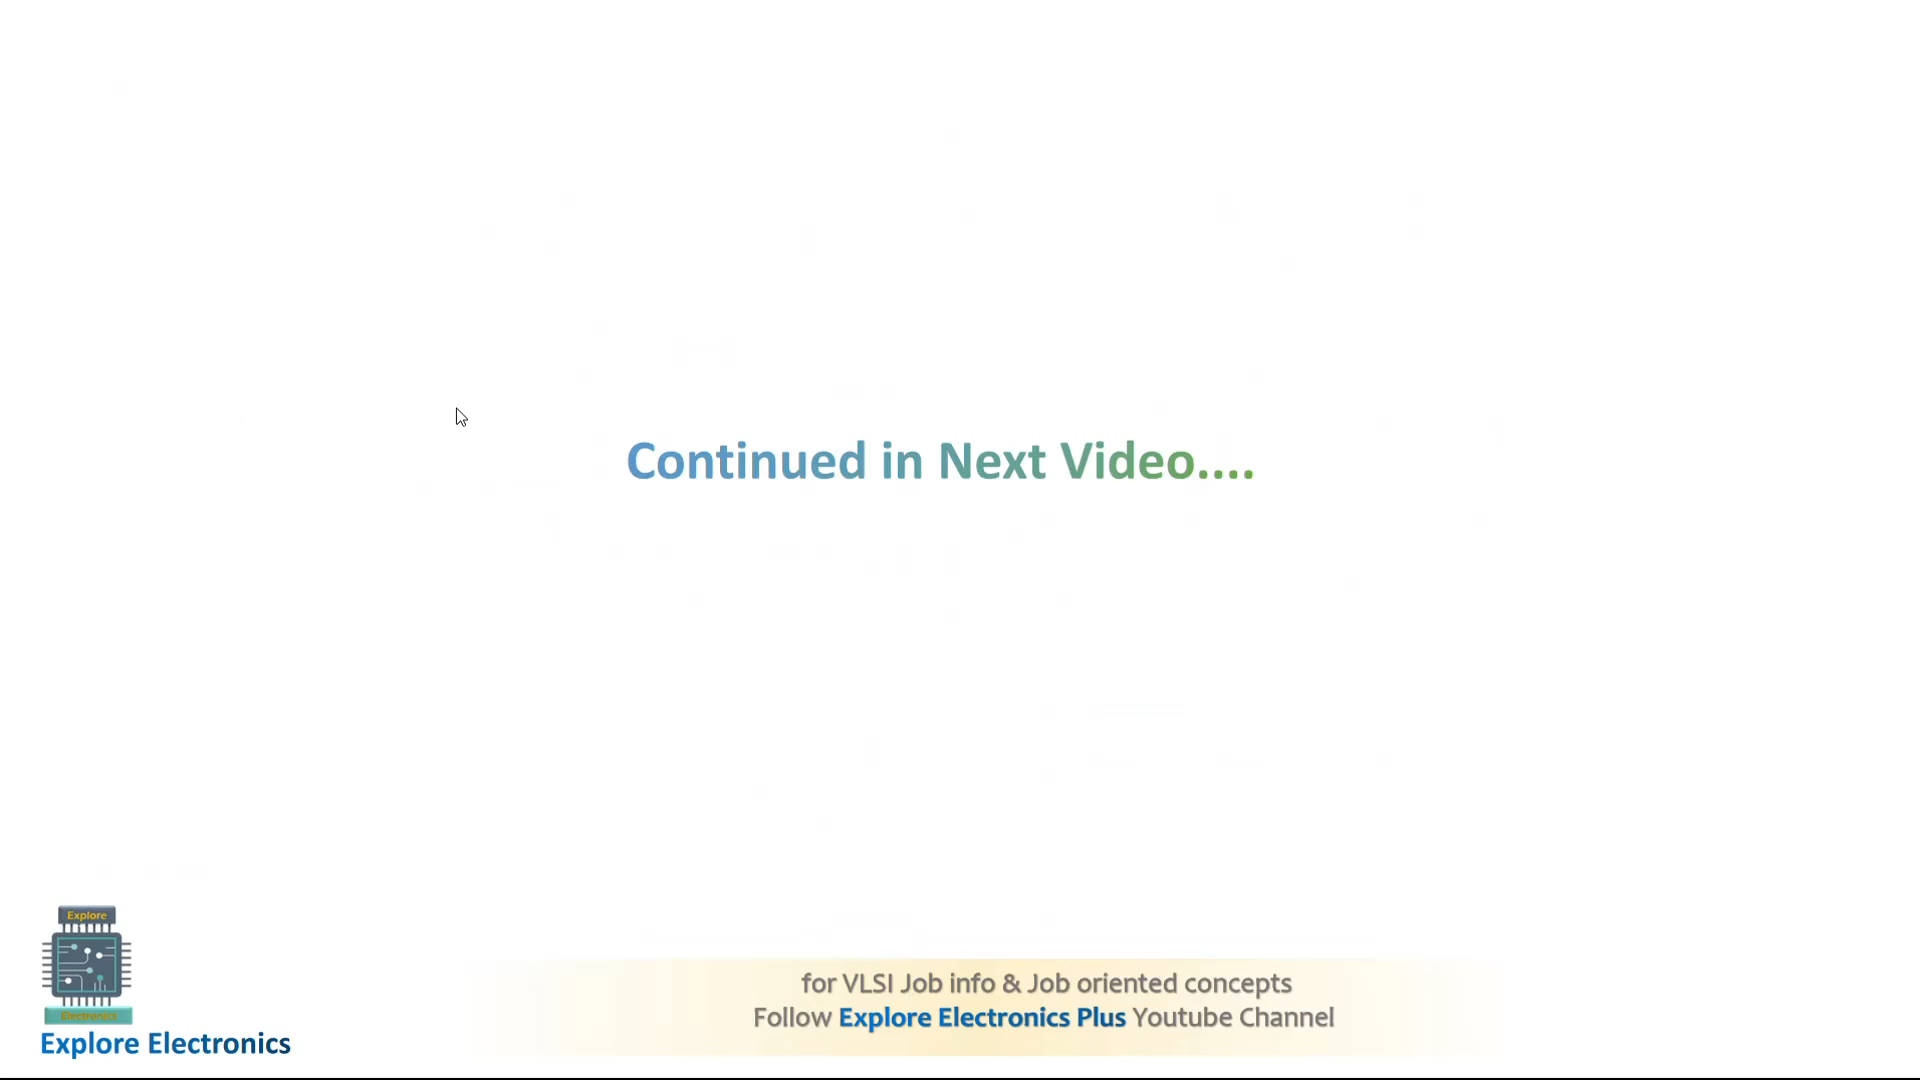 Continued in Next Video....
Explore
Electronics
Explore Electronics
for VLSI Job info & Job oriented concepts
Follow Explore Electronics Plus Youtube Channel